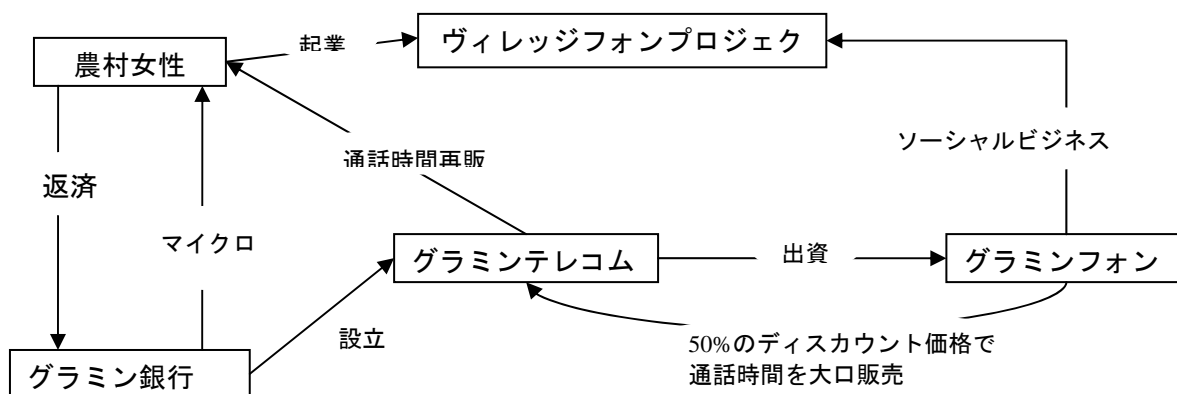 起業
ヴィレッジフォンプロジェク
農村女性
ソーシャルビジネス
通話時間再販
返済
マイクロ
出資
グラミンテレコム
グラミンフォン
設立
50%のディスカウント価格で
通話時間を大口販売
グラミン銀行